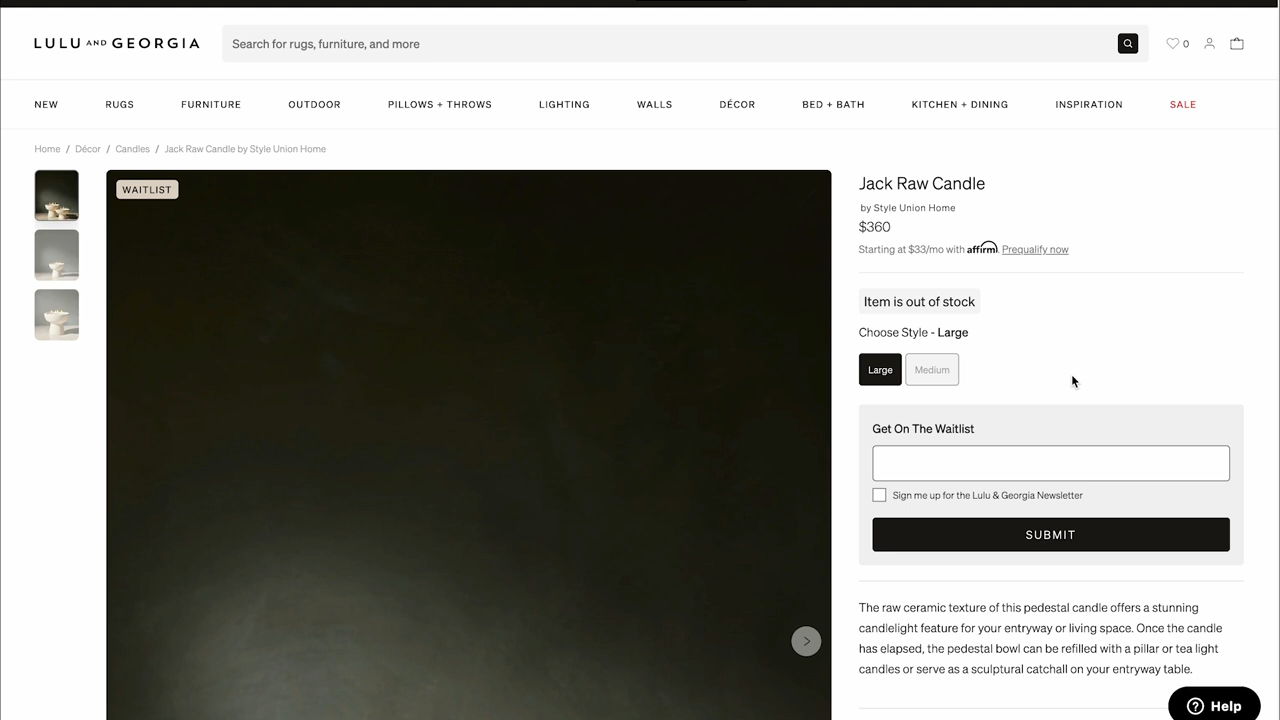 LULU AND GEORGIA
Search for rugs, furniture, and more
0
NEW RUGS FURNITURE OUTDOOR PILLOWS + THROWS LIGHTING WALLS DÉCOR BED + BATH KITCHEN + DINING INSPIRATION SALE
Home / Décor / Candles / Jack Raw Candle by Style Union Home
WAITLIST
Jack Raw Candle
by Style Union Home
$360
Starting at $33/mo with affirm. Prequalify now
Item is out of stock
Choose Style - Large
Large Medium
Get On The Waitlist
Sign me up for the Lulu & Georgia Newsletter
SUBMIT
The raw ceramic texture of this pedestal candle offers a stunning
candlelight feature for your entryway or living space. Once the candle
has elapsed, the pedestal bowl can be refilled with a pillar or tea light
candles or serve as a sculptural catchall on your entryway table.
Help